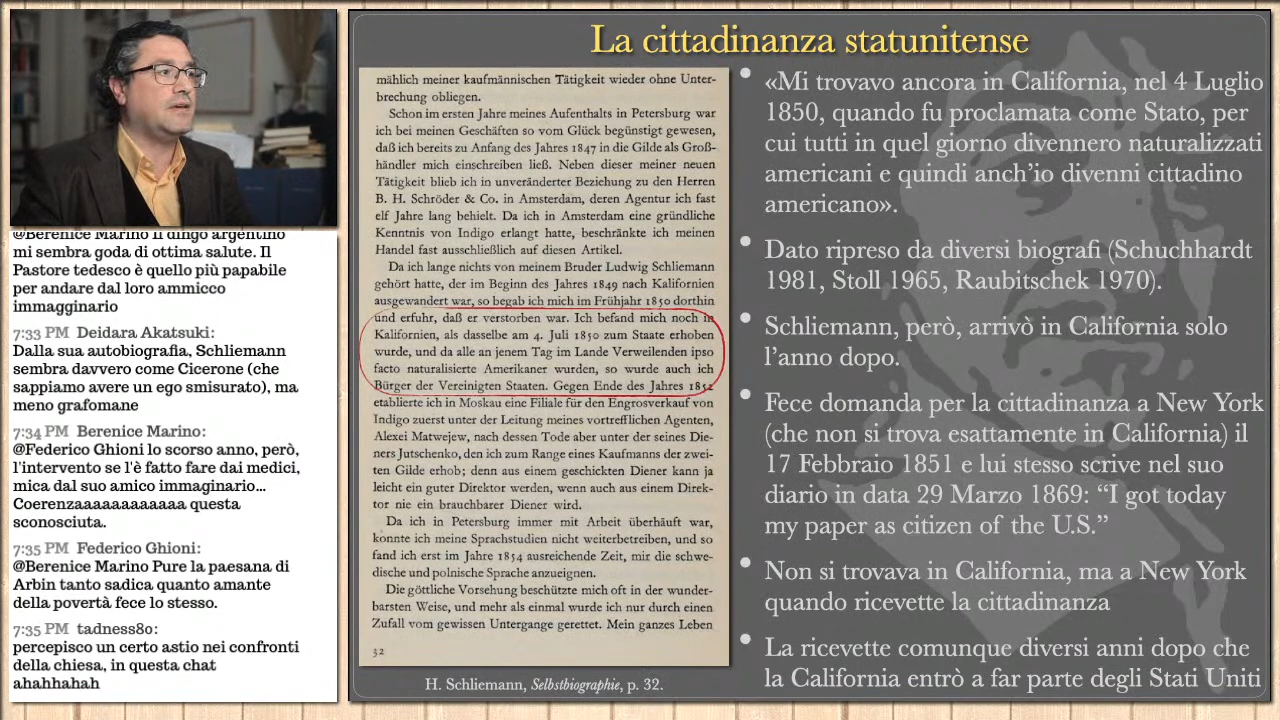 La cittadinanza statunitense
@Berenice Marino Il dingo argentino
mi sembra goda di ottima salute. Il
Pastore tedesco è quello più papabile
per andare dal loro ammicco
immagginario
7:33 PM Deidara Akatsuki:
Dalla sua autobiografia, Schliemann
sembra davvero come Cicerone (che
sappiamo avere un ego smisurato), ma
meno grafomane
7:34 PM Berenice Marino:
@Federico Ghioni lo scorso anno, però,
l'intervento se l'è fatto fare dai medici,
mica dal suo amico immaginario...
Coerenzaaaaaaaaaaaa questa
sconosciuta.
7:35 PM Federico Ghioni:
@Berenice Marino Pure la paesana di
Arbin tanto sadica quanto amante
della povertà fece lo stesso.
7:35 PM tadness80:
percepisco un certo astio nei confronti
della chiesa, in questa chat
ahahhahah
mählich meiner kaufmännischen Tätigkeit wieder ohne Unter-
brechung obliegen.
Schon im ersten Jahre meines Aufenthalts in Petersburg war
ich bei meinen Geschäften so vom Glück begünstigt gewesen,
daß ich bereits zu Anfang des Jahres 1847 in die Gilde als Groß-
händler mich einschreiben ließ. Neben dieser meiner neuen
Tätigkeit blieb ich in unveränderter Beziehung zu den Herren
B. H. Schröder & Co. in Amsterdam, deren Agentur ich fast
elf Jahre lang behielt. Da ich in Amsterdam eine gründliche
Kenntnis von Indigo erlangt hatte, beschränkte ich meinen
Handel fast ausschließlich auf diesen Artikel.
Da ich lange nichts von meinem Bruder Ludwig Schliemann
gehört hatte, der im Beginn des Jahres 1849 nach Kalifornien
ausgewandert war, so begab ich mich im Frühjahr 1850 dorthin
und erfuhr, daß er verstorben war. Ich befand mich noch in
Kalifornien, als dasselbe am 4. Juli 1850 zum Staate erhoben
wurde, und da alle an jenem Tag im Lande Verweilenden ipso
facto naturalisierte Amerikaner wurden, so wurde auch ich
Bürger der Vereinigten Staaten. Gegen Ende des Jahres 1852
etablierte ich in Moskau eine Filiale für den Engrosverkauf von
Indigo zuerst unter der Leitung meines vortrefflichen Agenten,
Alexei Matwejew, nach dessen Tode aber unter der seines Die-
ners Jutschenko, den ich zum Range eines Kaufmanns der zwei-
ten Gilde erhob; denn aus einem geschickten Diener kann ja
leicht ein guter Direktor werden, wenn auch aus einem Direk-
tor nie ein brauchbarer Diener wird.
Da ich in Petersburg immer mit Arbeit überhäuft war,
konnte ich meine Sprachstudien nicht weiterbetreiben, und so
fand ich erst im Jahre 1854 ausreichende Zeit, mir die schwe-
dische und polnische Sprache anzueignen.
Die göttliche Vorsehung beschützte mich oft in der wunder-
barsten Weise, und mehr als einmal wurde ich nur durch einen
Zufall vom gewissen Untergange gerettet. Mein ganzes Leben
32
H. Schliemann, Selbstbiographie, p. 32.
• «Mi trovavo ancora in California, nel 4 Luglio
1850, quando fu proclamata come Stato, per
cui tutti in quel giorno divennero naturalizzati
americani e quindi anch’io divenni cittadino
americano».
• Dato ripreso da diversi biografi (Schuchhardt
1981, Stoll 1965, Raubitschek 1970).
• Schliemann, però, arrivò in California solo
l’anno dopo.
• Fece domanda per la cittadinanza a New York
(che non si trova esattamente in California) il
17 Febbraio 1851 e lui stesso scrive nel suo
diario in data 29 Marzo 1869: “I got today
my paper as citizen of the U.S.”
• Non si trovava in California, ma a New York
quando ricevette la cittadinanza
• La ricevette comunque diversi anni dopo che
la California entrò a far parte degli Stati Uniti